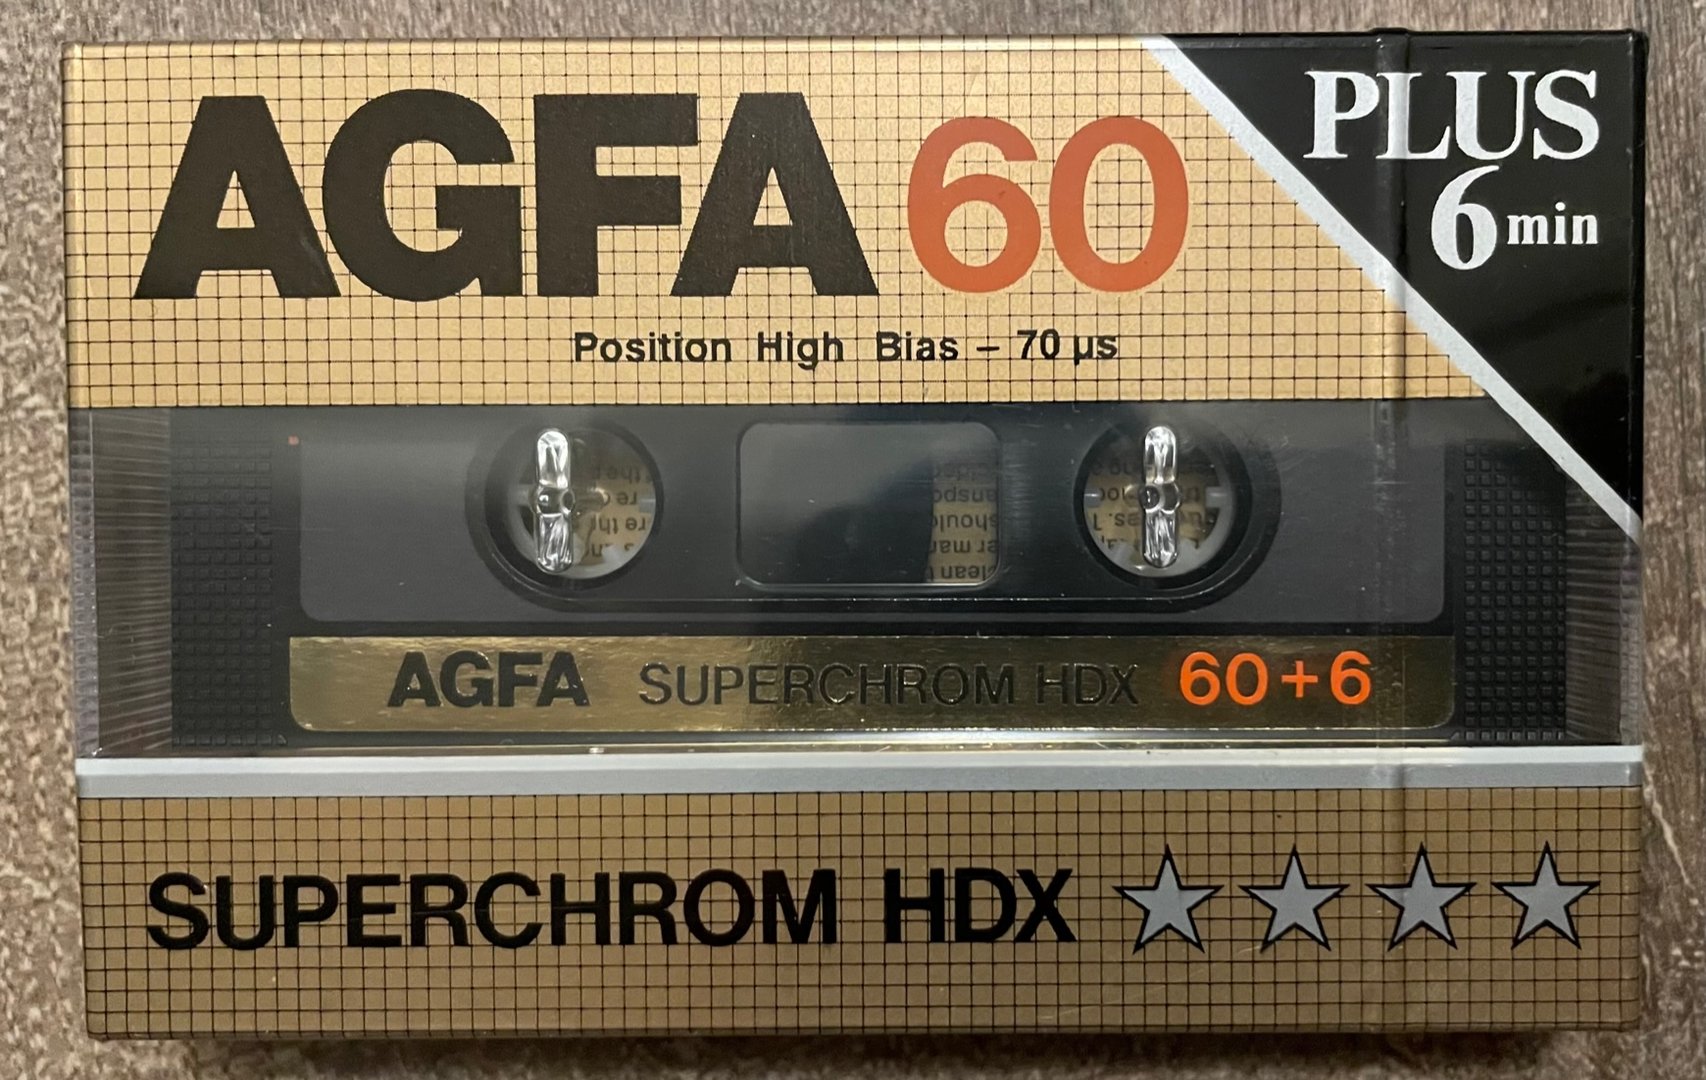 AGFA 60
PLUS
6 min
Position High Bias – 70 µs
AGFA SUPERCHROM HDX 60+6
SUPERCHROM HDX